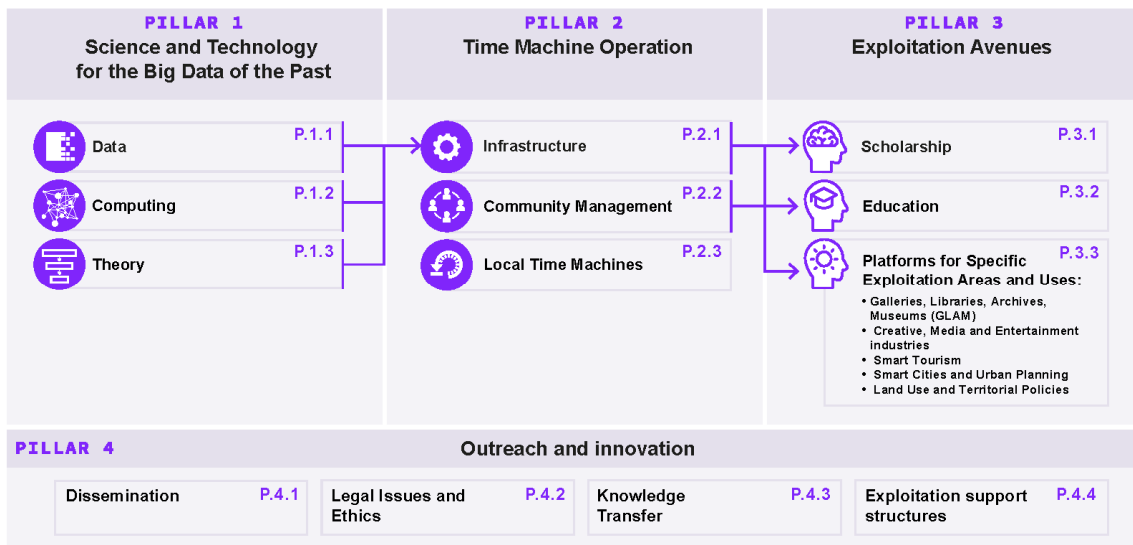 PILLAR 1
Science and Technology
for the Big Data of the Past
P.1.1
Data
P.1.2
Computing
P.1.3
Theory
PILLAR 2
Time Machine Operation
P.2.1
Infrastructure
P.2.2
Community Management
P.2.3
Local Time Machines
PILLAR 3
Exploitation Avenues
P.3.1
Scholarship
P.3.2
Education
P.3.3
Platforms for Specific
Exploitation Areas and Uses:
• Galleries, Libraries, Archives,
Museums (GLAM)
• Creative, Media and Entertainment
industries
• Smart Tourism
• Smart Cities and Urban Planning
• Land Use and Territorial Policies
PILLAR 4
Outreach and innovation
Dissemination
P.4.1
Legal Issues and
Ethics
P.4.2
Knowledge
Transfer
P.4.3
Exploitation support
structures
P.4.4